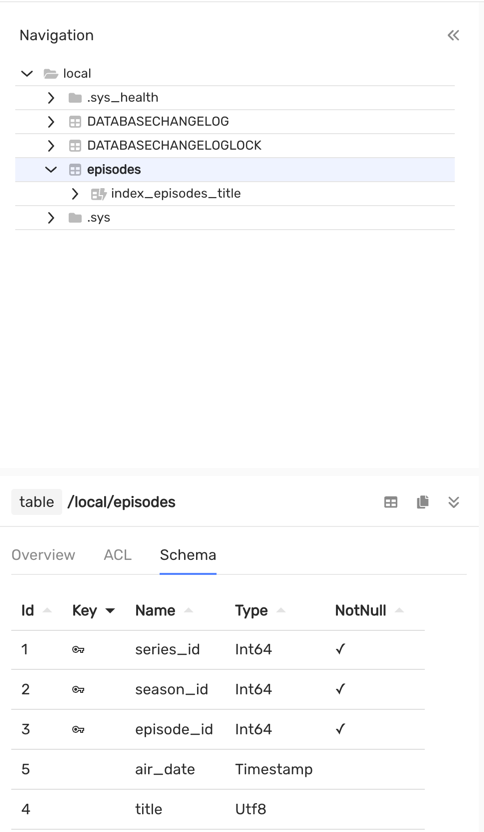 Navigation
local
.sys_health
DATABASECHANGELOG
DATABASECHANGELOGLOCK
episodes
index_episodes_title
.sys
table /local/episodes
Overview ACL Schema
Id Key Name Type NotNull
1 series_id Int64 ✓
2 season_id Int64 ✓
3 episode_id Int64 ✓
5 air_date Timestamp
4 title Utf8